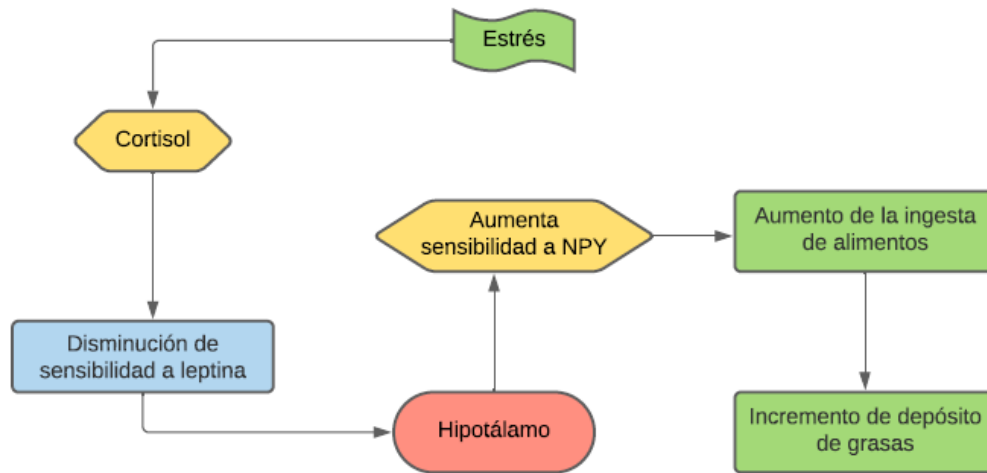 Estrés
Cortisol
Disminución de
sensibilidad a leptina
Hipotálamo
Aumenta
sensibilidad a NPY
Aumento de la ingesta
de alimentos
Incremento de depósito
de grasas